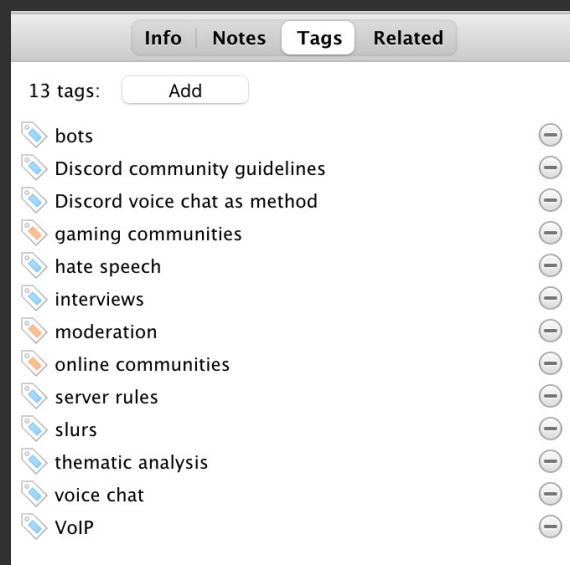 Info Notes Tags Related
13 tags: Add
bots
Discord community guidelines
Discord voice chat as method
gaming communities
hate speech
interviews
moderation
online communities
server rules
slurs
thematic analysis
voice chat
VoIP